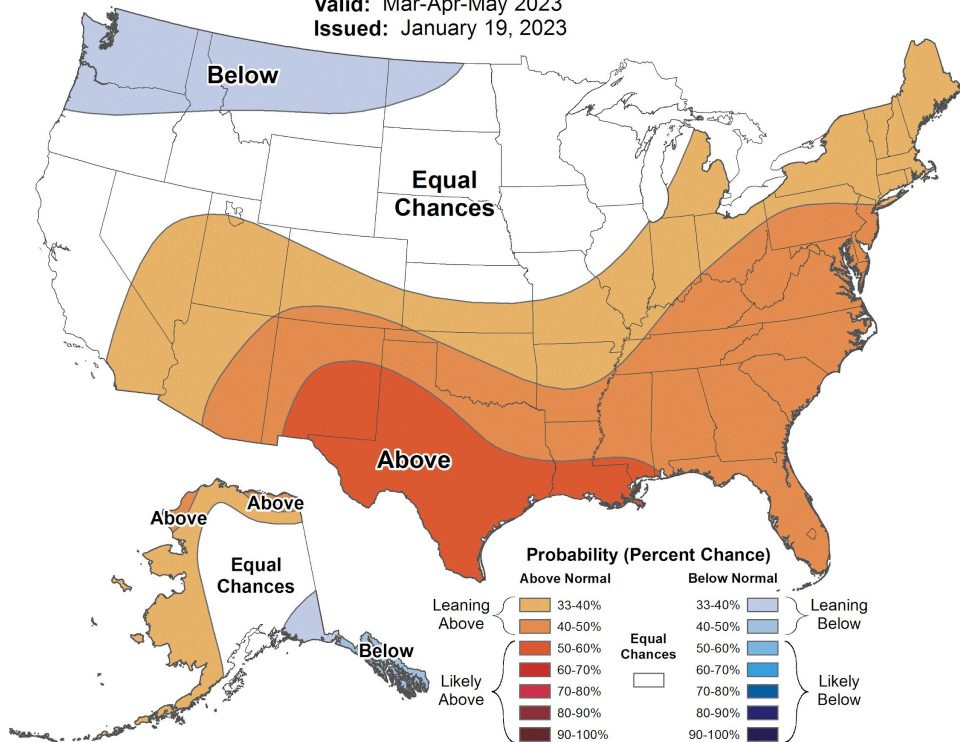 Valid: Mar-Apr-May 2023
Issued: January 19, 2023
Below
Equal
Chances
Above
Above
Above
Equal
Chances
Below
Probability (Percent Chance)
Above Normal
Below Normal
Leaning
Above
33-40%
40-50%
50-60%
60-70%
70-80%
80-90%
90-100%
Likely
Above
Equal
Chances
33-40%
40-50%
50-60%
60-70%
70-80%
80-90%
90-100%
Leaning
Below
Likely
Below